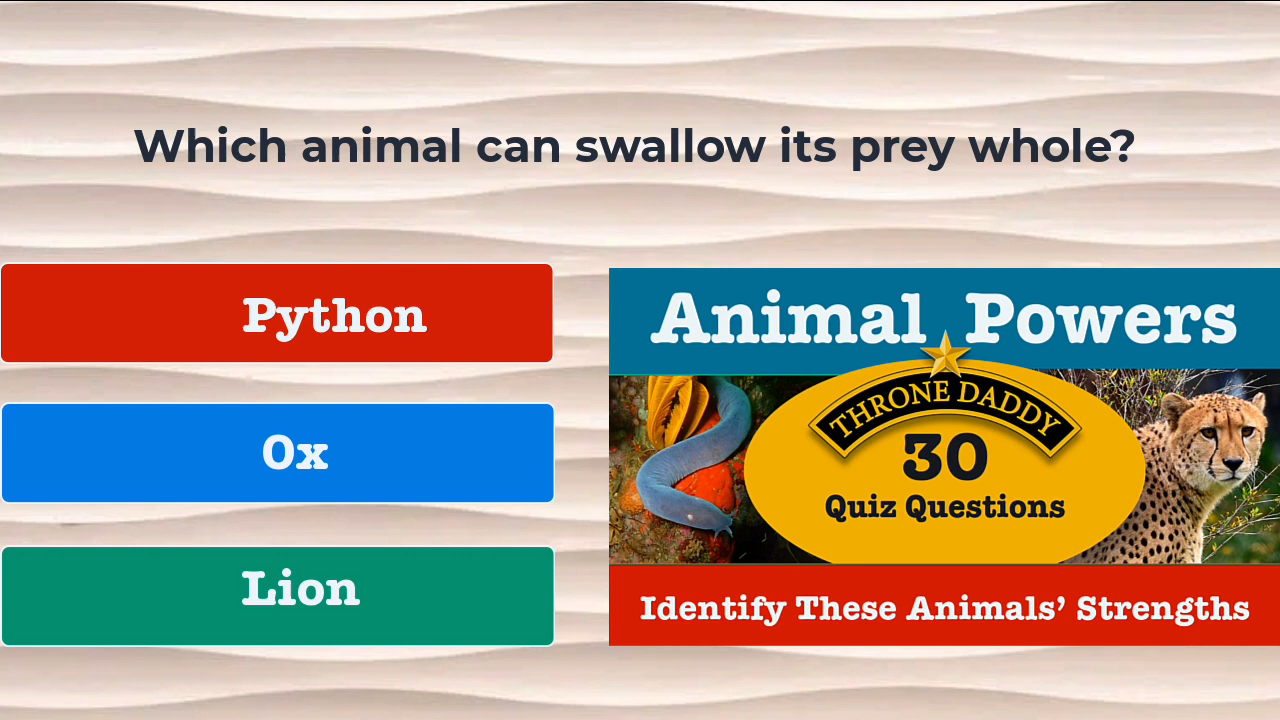 Which animal can swallow its prey whole?
Python
Ox
Lion
Animal Powers
THRONE DADDY
30
Quiz Questions
Identify These Animals’ Strengths